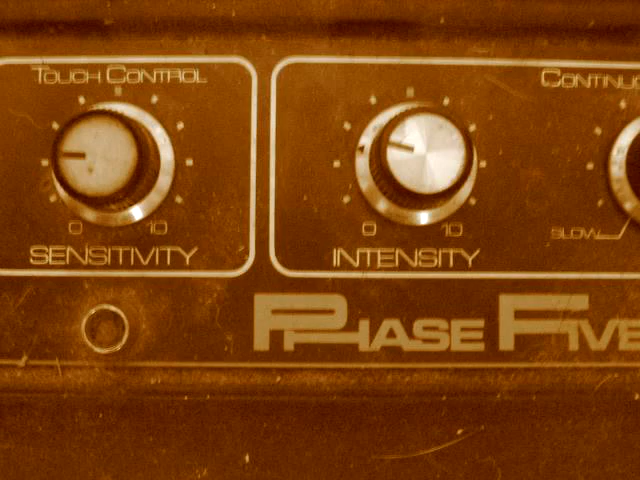 Touch Control
0 10
SENSITIVITY
0 10
INTENSITY
SLOW
PHASE FIVE